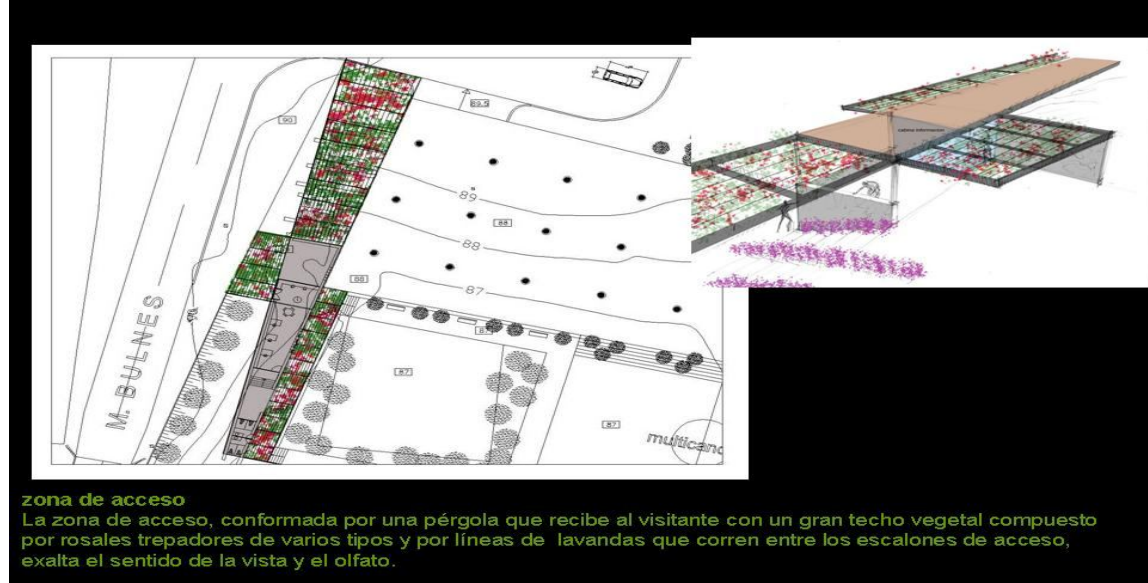 90
89.5
89
88
88
88
87
87
87
M. BULNES
multicanc
cabina informacion
zona de acceso
La zona de acceso, conformada por una pérgola que recibe al visitante con un gran techo vegetal compuesto
por rosales trepadores de varios tipos y por líneas de lavandas que corren entre los escalones de acceso,
exalta el sentido de la vista y el olfato.